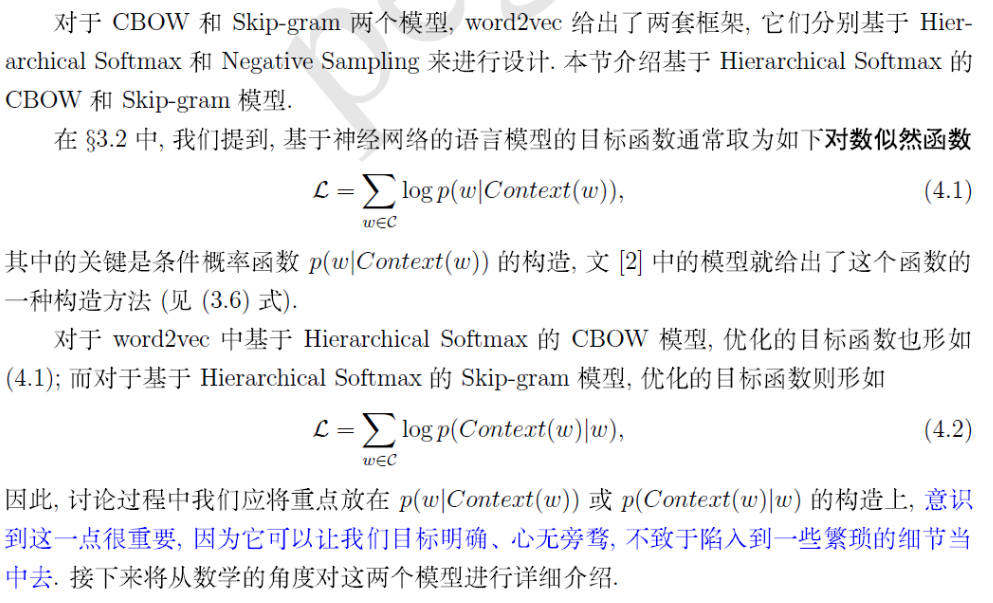 对于 CBOW 和 Skip-gram 两个模型, word2vec 给出了两套框架, 它们分别基于 Hier-
archical Softmax 和 Negative Sampling 来进行设计. 本节介绍基于 Hierarchical Softmax 的
CBOW 和 Skip-gram 模型.
在 §3.2 中, 我们提到, 基于神经网络的语言模型的目标函数通常取为如下对数似然函数
ℒ = ∑ log p(w|Context(w)), (4.1)
w∈𝒞
其中的关键是条件概率函数 p(w|Context(w)) 的构造, 文 [2] 中的模型就给出了这个函数的
一种构造方法 (见 (3.6) 式).
对于 word2vec 中基于 Hierarchical Softmax 的 CBOW 模型, 优化的目标函数也形如
(4.1); 而对于基于 Hierarchical Softmax 的 Skip-gram 模型, 优化的目标函数则形如
ℒ = ∑ log p(Context(w)|w), (4.2)
w∈𝒞
因此, 讨论过程中我们应将重点放在 p(w|Context(w)) 或 p(Context(w)|w) 的构造上, 意识
到这一点很重要, 因为它可以让我们目标明确、心无旁骛, 不致于陷入到一些繁琐的细节当
中去. 接下来将从数学的角度对这两个模型进行详细介绍.